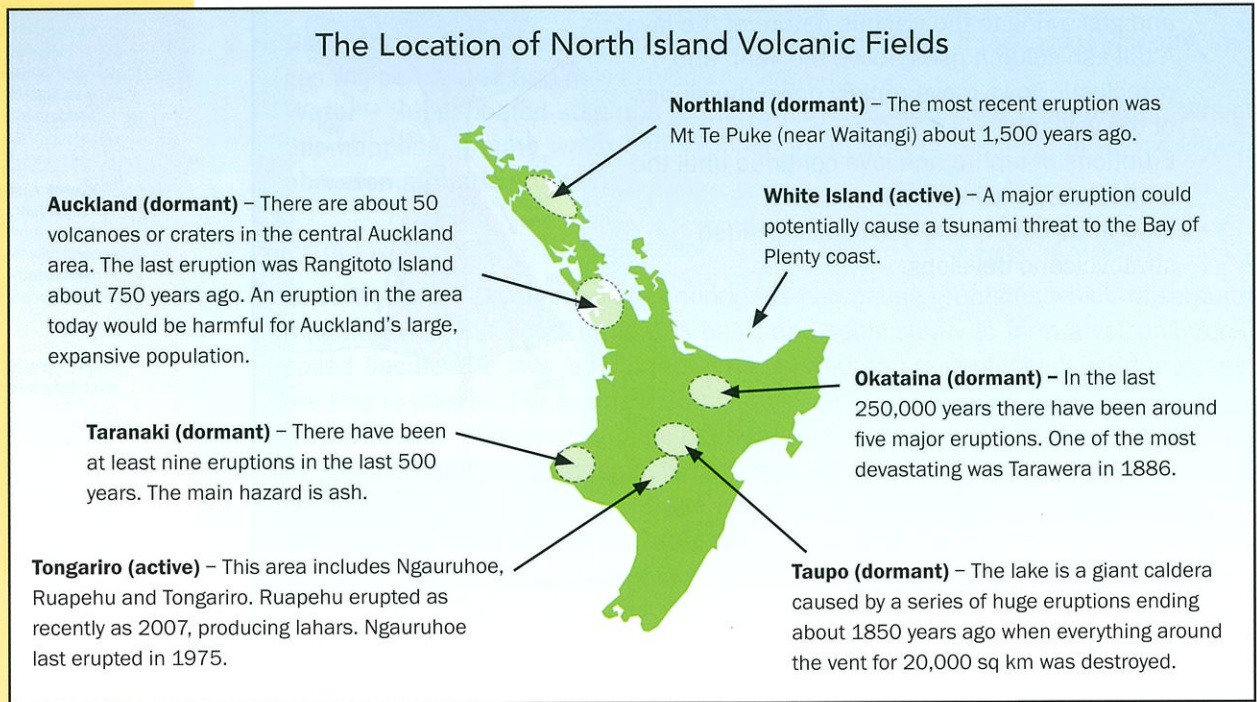 The Location of North Island Volcanic Fields
Northland (dormant) – The most recent eruption was
Mt Te Puke (near Waitangi) about 1,500 years ago.
Auckland (dormant) – There are about 50
volcanoes or craters in the central Auckland
area. The last eruption was Rangitoto Island
about 750 years ago. An eruption in the area
today would be harmful for Auckland's large,
expansive population.
White Island (active) – A major eruption could
potentially cause a tsunami threat to the Bay of
Plenty coast.
Okataina (dormant) – In the last
250,000 years there have been around
five major eruptions. One of the most
devastating was Tarawera in 1886.
Taranaki (dormant) – There have been
at least nine eruptions in the last 500
years. The main hazard is ash.
Tongariro (active) – This area includes Ngauruhoe,
Ruapehu and Tongariro. Ruapehu erupted as
recently as 2007, producing lahars. Ngauruhoe
last erupted in 1975.
Taupo (dormant) – The lake is a giant caldera
caused by a series of huge eruptions ending
about 1850 years ago when everything around
the vent for 20,000 sq km was destroyed.